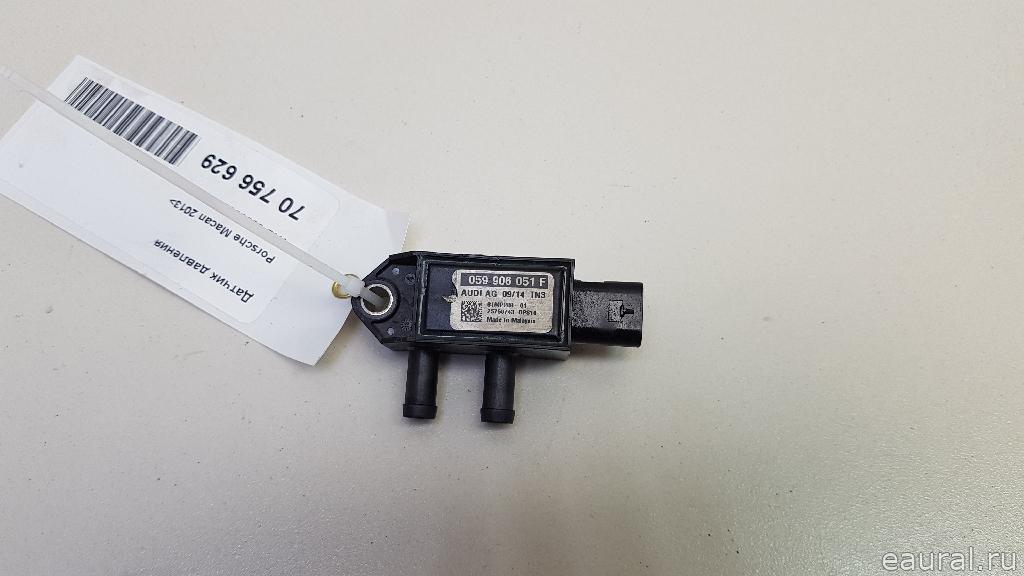 70 756 629
Porsche Macan 2013>
Датчик давления
059 906 051 F
AUDI AG 09/14 TN3
DPS10
Made in Malaysia
eaural.ru